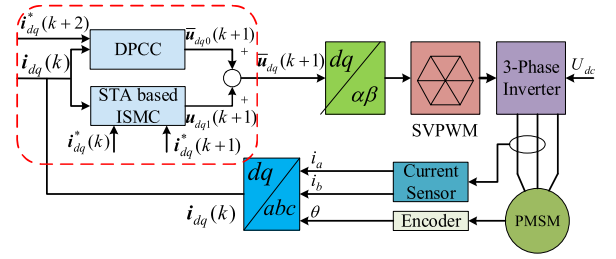 i*dq(k+2)
ūdq0(k+1)
DPCC
+
ūdq(k+1)
idq(k)
dq
αβ
3-Phase
Inverter
Udc
STA based
ISMC
+
udq1(k+1)
SVPWM
i*dq(k)
i*dq(k+1)
dq
abc
ia
ib
Current
Sensor
idq(k)
θ
Encoder
PMSM